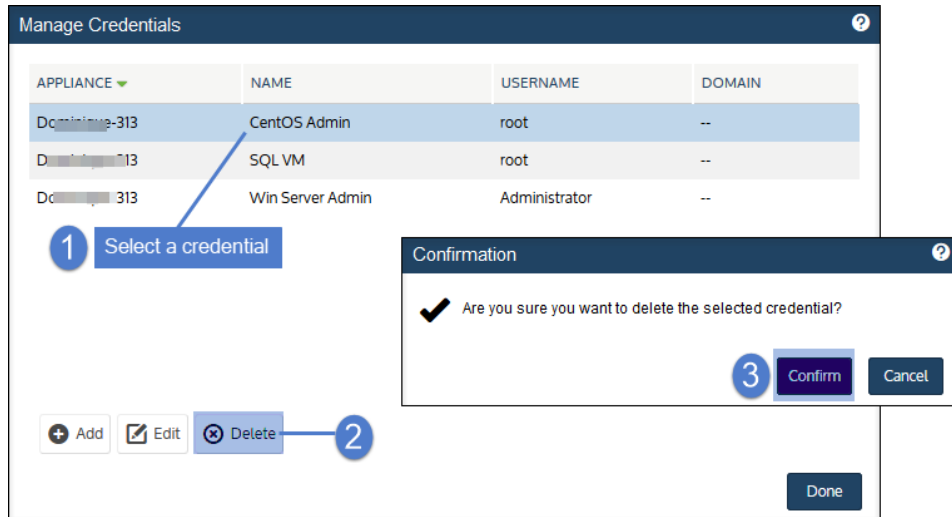 Manage Credentials
APPLIANCE NAME USERNAME DOMAIN
CentOS Admin root --
SQL VM root --
Win Server Admin Administrator --
1 Select a credential
Confirmation
Are you sure you want to delete the selected credential?
3 Confirm Cancel
Add Edit Delete 2
Done